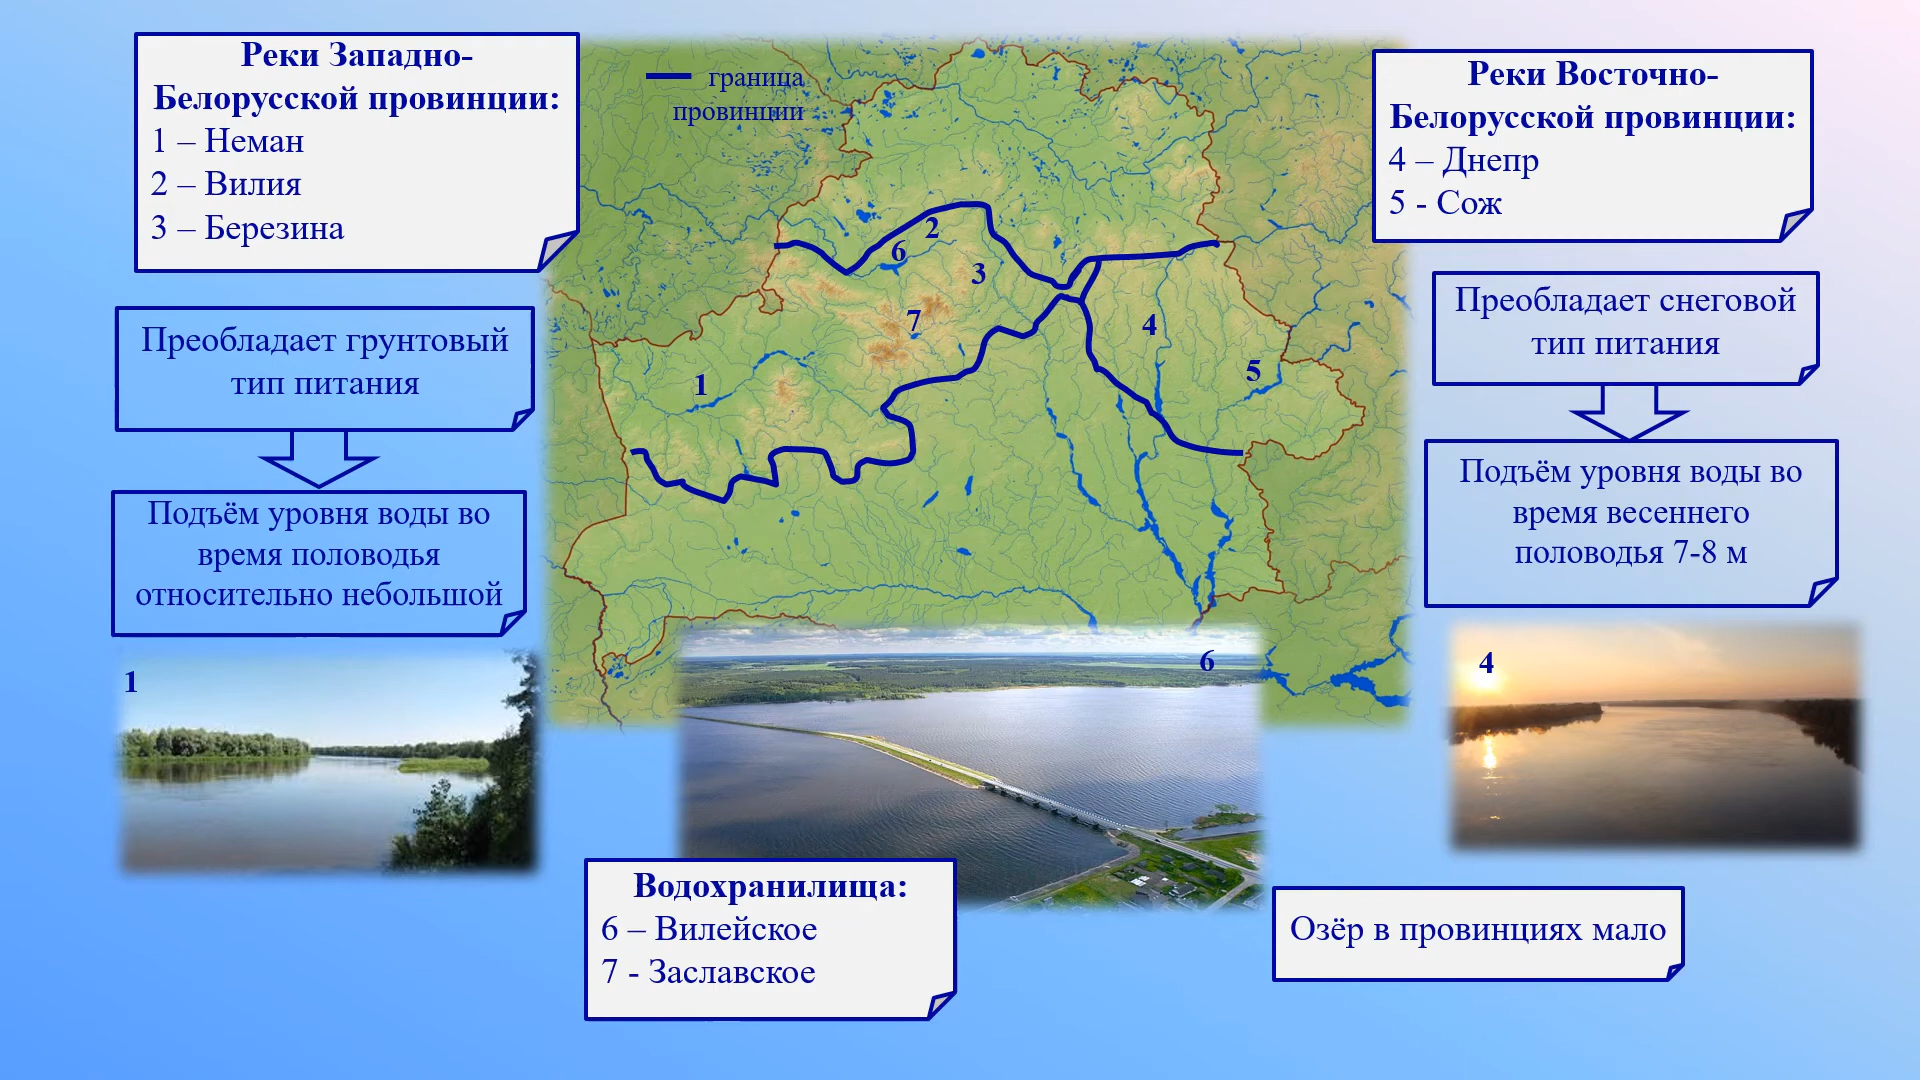 Реки Западно-
Белорусской провинции:
1 – Неман
2 – Вилия
3 – Березина
граница
провинции
Реки Восточно-
Белорусской провинции:
4 – Днепр
5 - Сож
2
6
3
7
4
5
1
Преобладает грунтовый
тип питания
Подъём уровня воды во
время половодья
относительно небольшой
Преобладает снеговой
тип питания
Подъём уровня воды во
время весеннего
половодья 7-8 м
1
6
4
Водохранилища:
6 – Вилейское
7 - Заславское
Озёр в провинциях мало